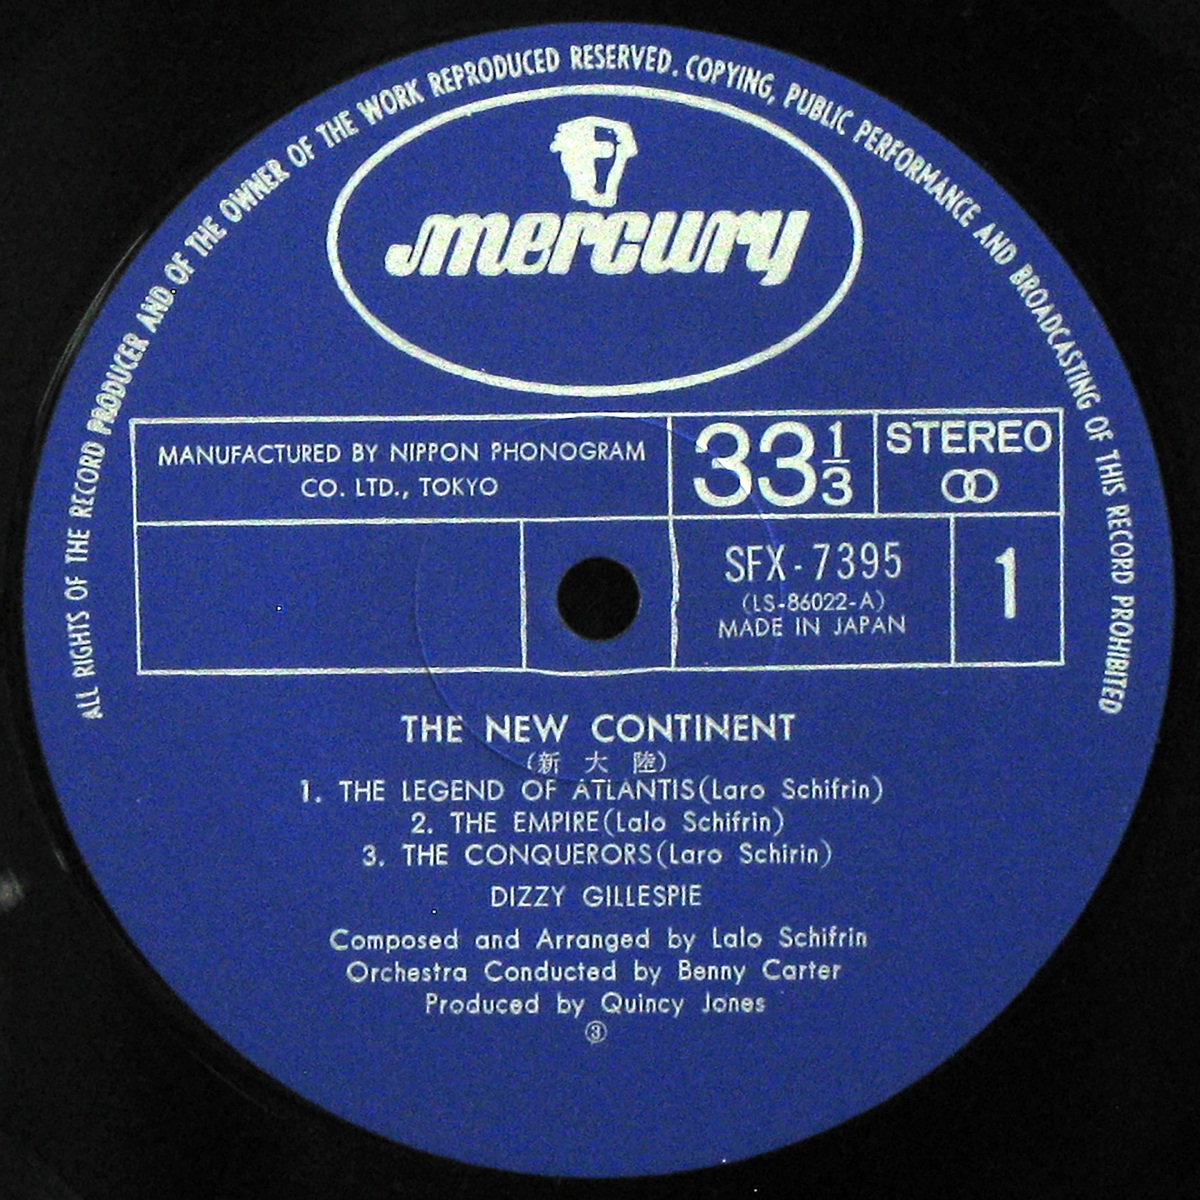 ALL RIGHTS OF THE RECORD PRODUCER AND OF THE OWNER OF THE WORK REPRODUCED RESERVED. COPYING, PUBLIC PERFORMANCE AND BROADCASTING OF THIS RECORD PROHIBITED
mercury
MANUFACTURED BY NIPPON PHONOGRAM
CO. LTD., TOKYO
33 1/3
STEREO
SFX-7395
(LS-86022-A)
MADE IN JAPAN
1
THE NEW CONTINENT
(新 大 陸)
1. THE LEGEND OF ATLANTIS(Laro Schifrin)
2. THE EMPIRE(Lalo Schifrin)
3. THE CONQUERORS(Laro Schirin)
DIZZY GILLESPIE
Composed and Arranged by Lalo Schifrin
Orchestra Conducted by Benny Carter
Produced by Quincy Jones
③